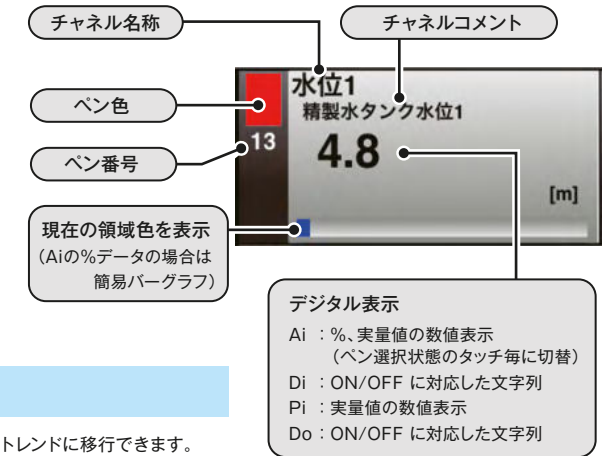 チャネル名称
チャネルコメント
ペン色
ペン番号
水位1
精製水タンク水位1
13
4.8
[m]
現在の領域色を表示
(Aiの%データの場合は
簡易バーグラフ)
デジタル表示
Ai :%、実量値の数値表示
(ペン選択状態のタッチ毎に切替)
Di :ON/OFF に対応した文字列
Pi :実量値の数値表示
Do:ON/OFF に対応した文字列
トレンドに移行できます。